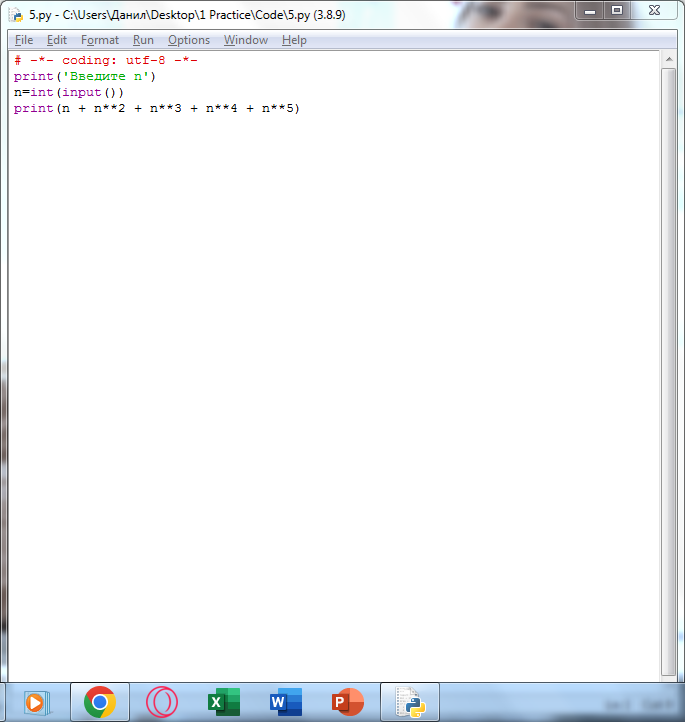 5.py - C:\Users\Данил\Desktop\1 Practice\Code\5.py (3.8.9)
File Edit Format Run Options Window Help
# -*- coding: utf-8 -*-
print('Введите n')
n=int(input())
print(n + n**2 + n**3 + n**4 + n**5)
X W P